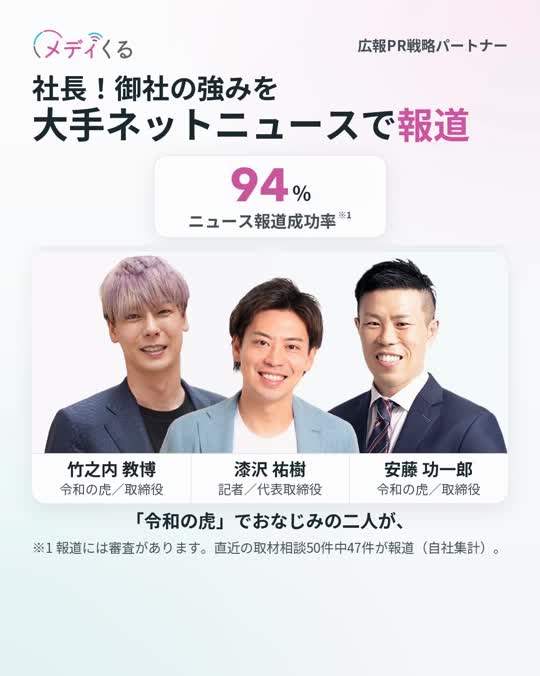 メディくる
広報PR戦略パートナー
社長！御社の強みを
大手ネットニュースで報道
94%
ニュース報道成功率※1
竹之内 教博
令和の虎／取締役
漆沢 祐樹
記者／代表取締役
安藤 功一郎
令和の虎／取締役
「令和の虎」でおなじみの二人が、
※1 報道には審査があります。直近の取材相談50件中47件が報道（自社集計）。